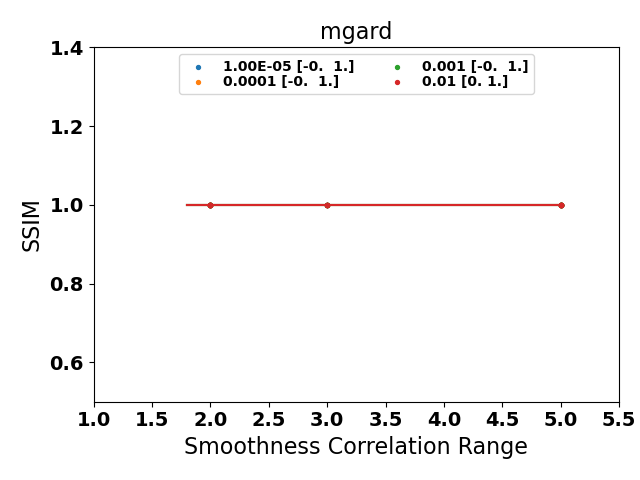 mgard
1.4
1.00E-05 [-0.  1.]
0.001 [-0.  1.]
0.0001 [-0.  1.]
0.01 [0. 1.]
1.2
1.0
0.8
0.6
SSIM
1.0 1.5 2.0 2.5 3.0 3.5 4.0 4.5 5.0 5.5
Smoothness Correlation Range